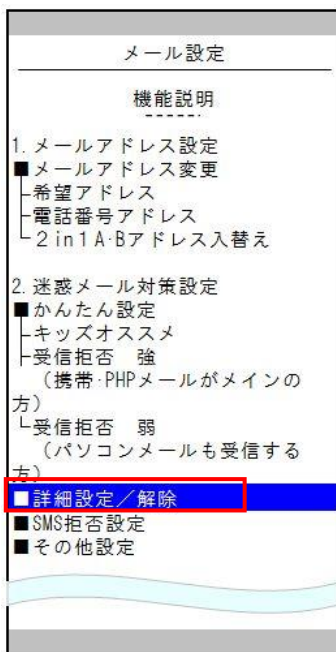 メール設定
機能説明
1.メールアドレス設定
■メールアドレス変更
├希望アドレス
├電話番号アドレス
└2in1A･Bアドレス入替え
2.迷惑メール対策設定
■かんたん設定
├キッズオススメ
├受信拒否　強
（携帯･PHPメールがメインの
方）
└受信拒否　弱
（パソコンメールも受信する
方）
■詳細設定／解除
■SMS拒否設定
■その他設定